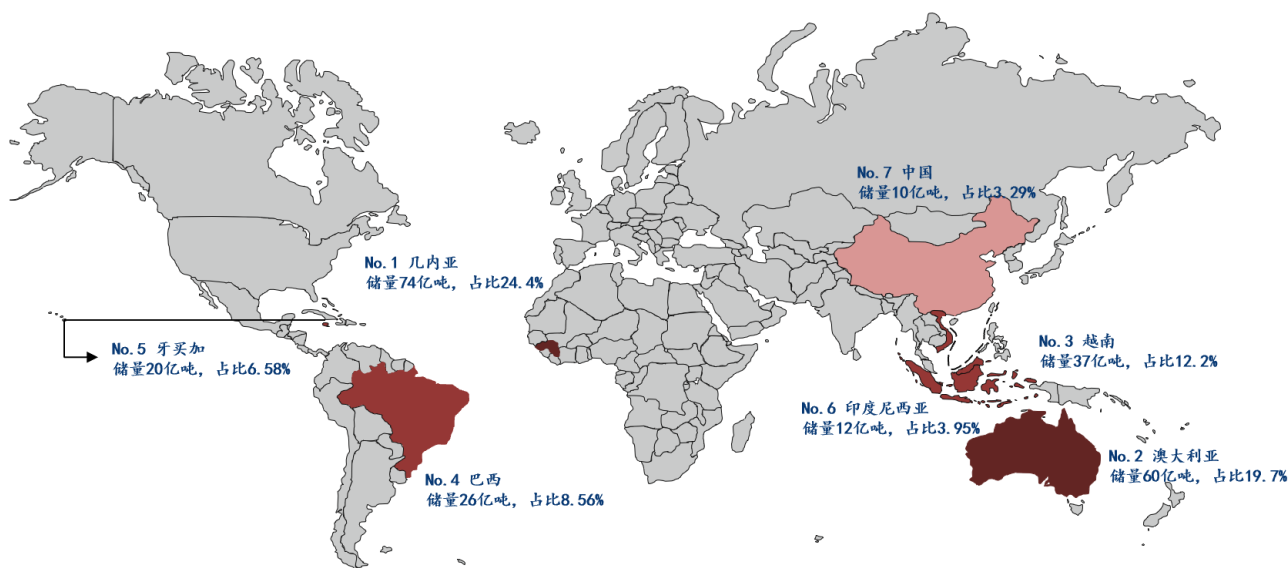 No.7 中国
储量10亿吨，占比3.29%
No.1 几内亚
储量74亿吨，占比24.4%
No.5 牙买加
储量20亿吨，占比6.58%
No.3 越南
储量37亿吨，占比12.2%
No.6 印度尼西亚
储量12亿吨，占比3.95%
No.2 澳大利亚
储量60亿吨，占比19.7%
No.4 巴西
储量26亿吨，占比8.56%